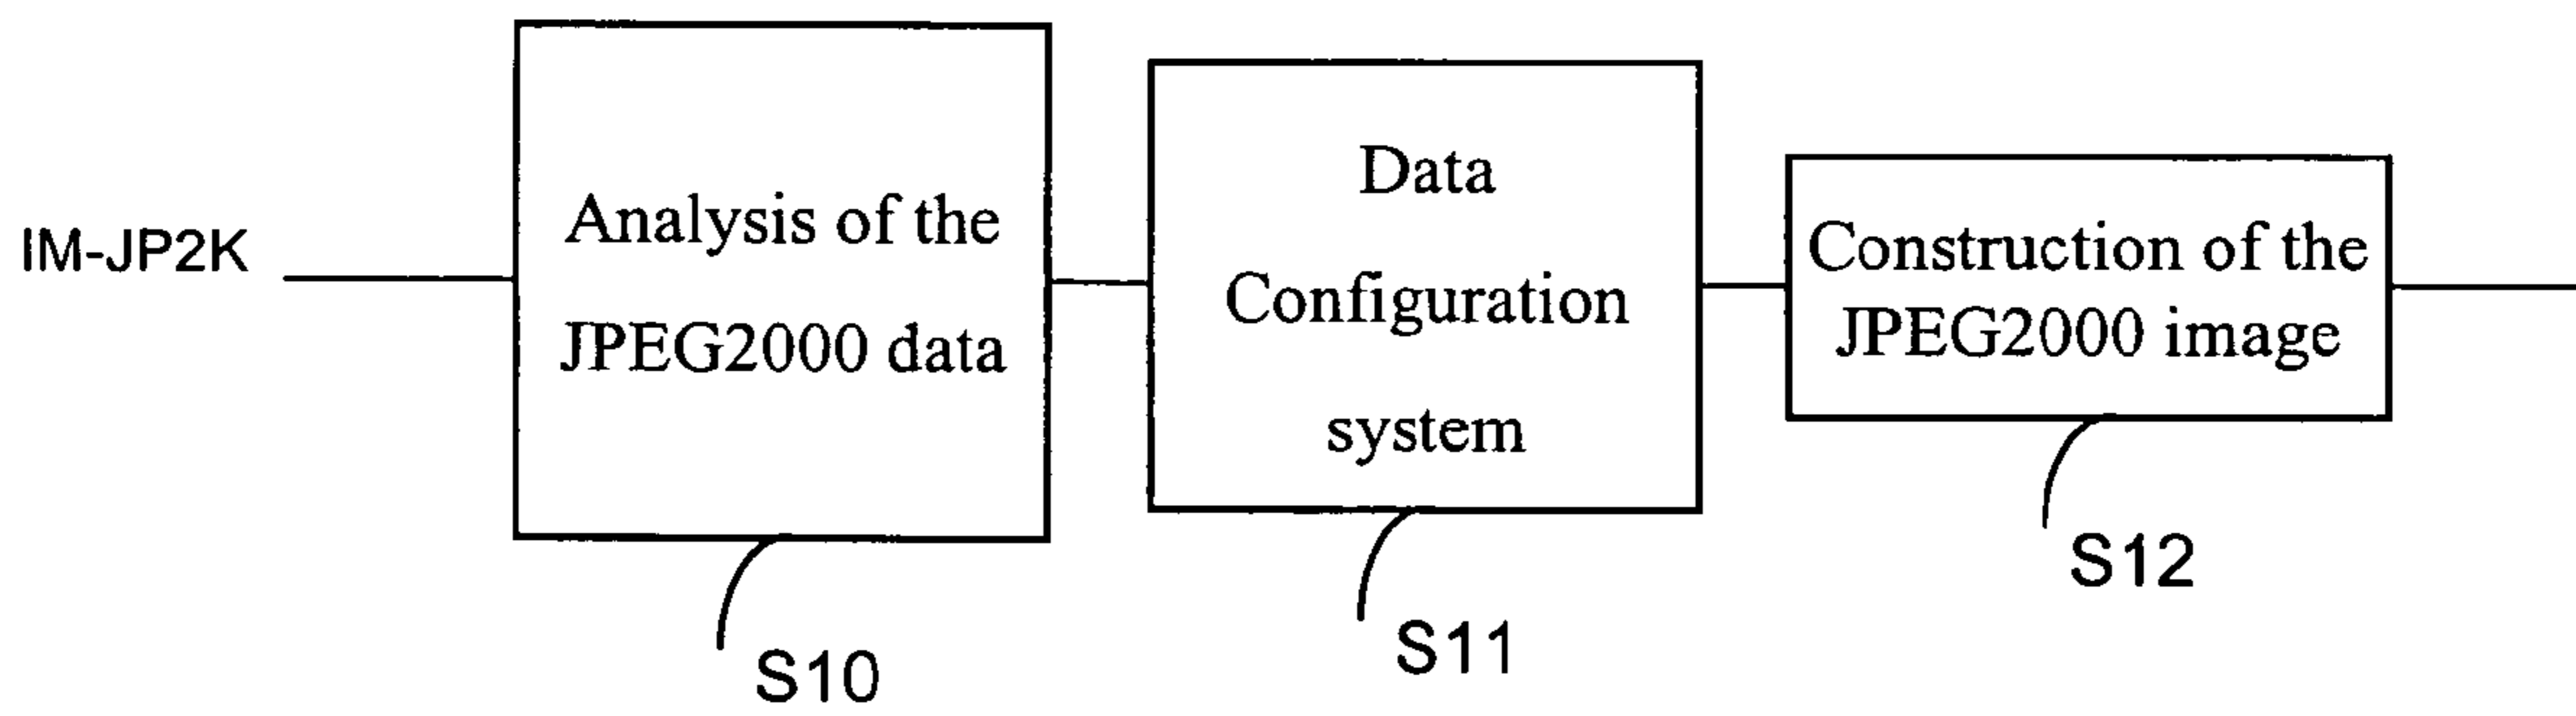 IM-JP2K
Analysis of the
JPEG2000 data
S10
Data
Configuration
system
S11
Construction of the
JPEG2000 image
S12